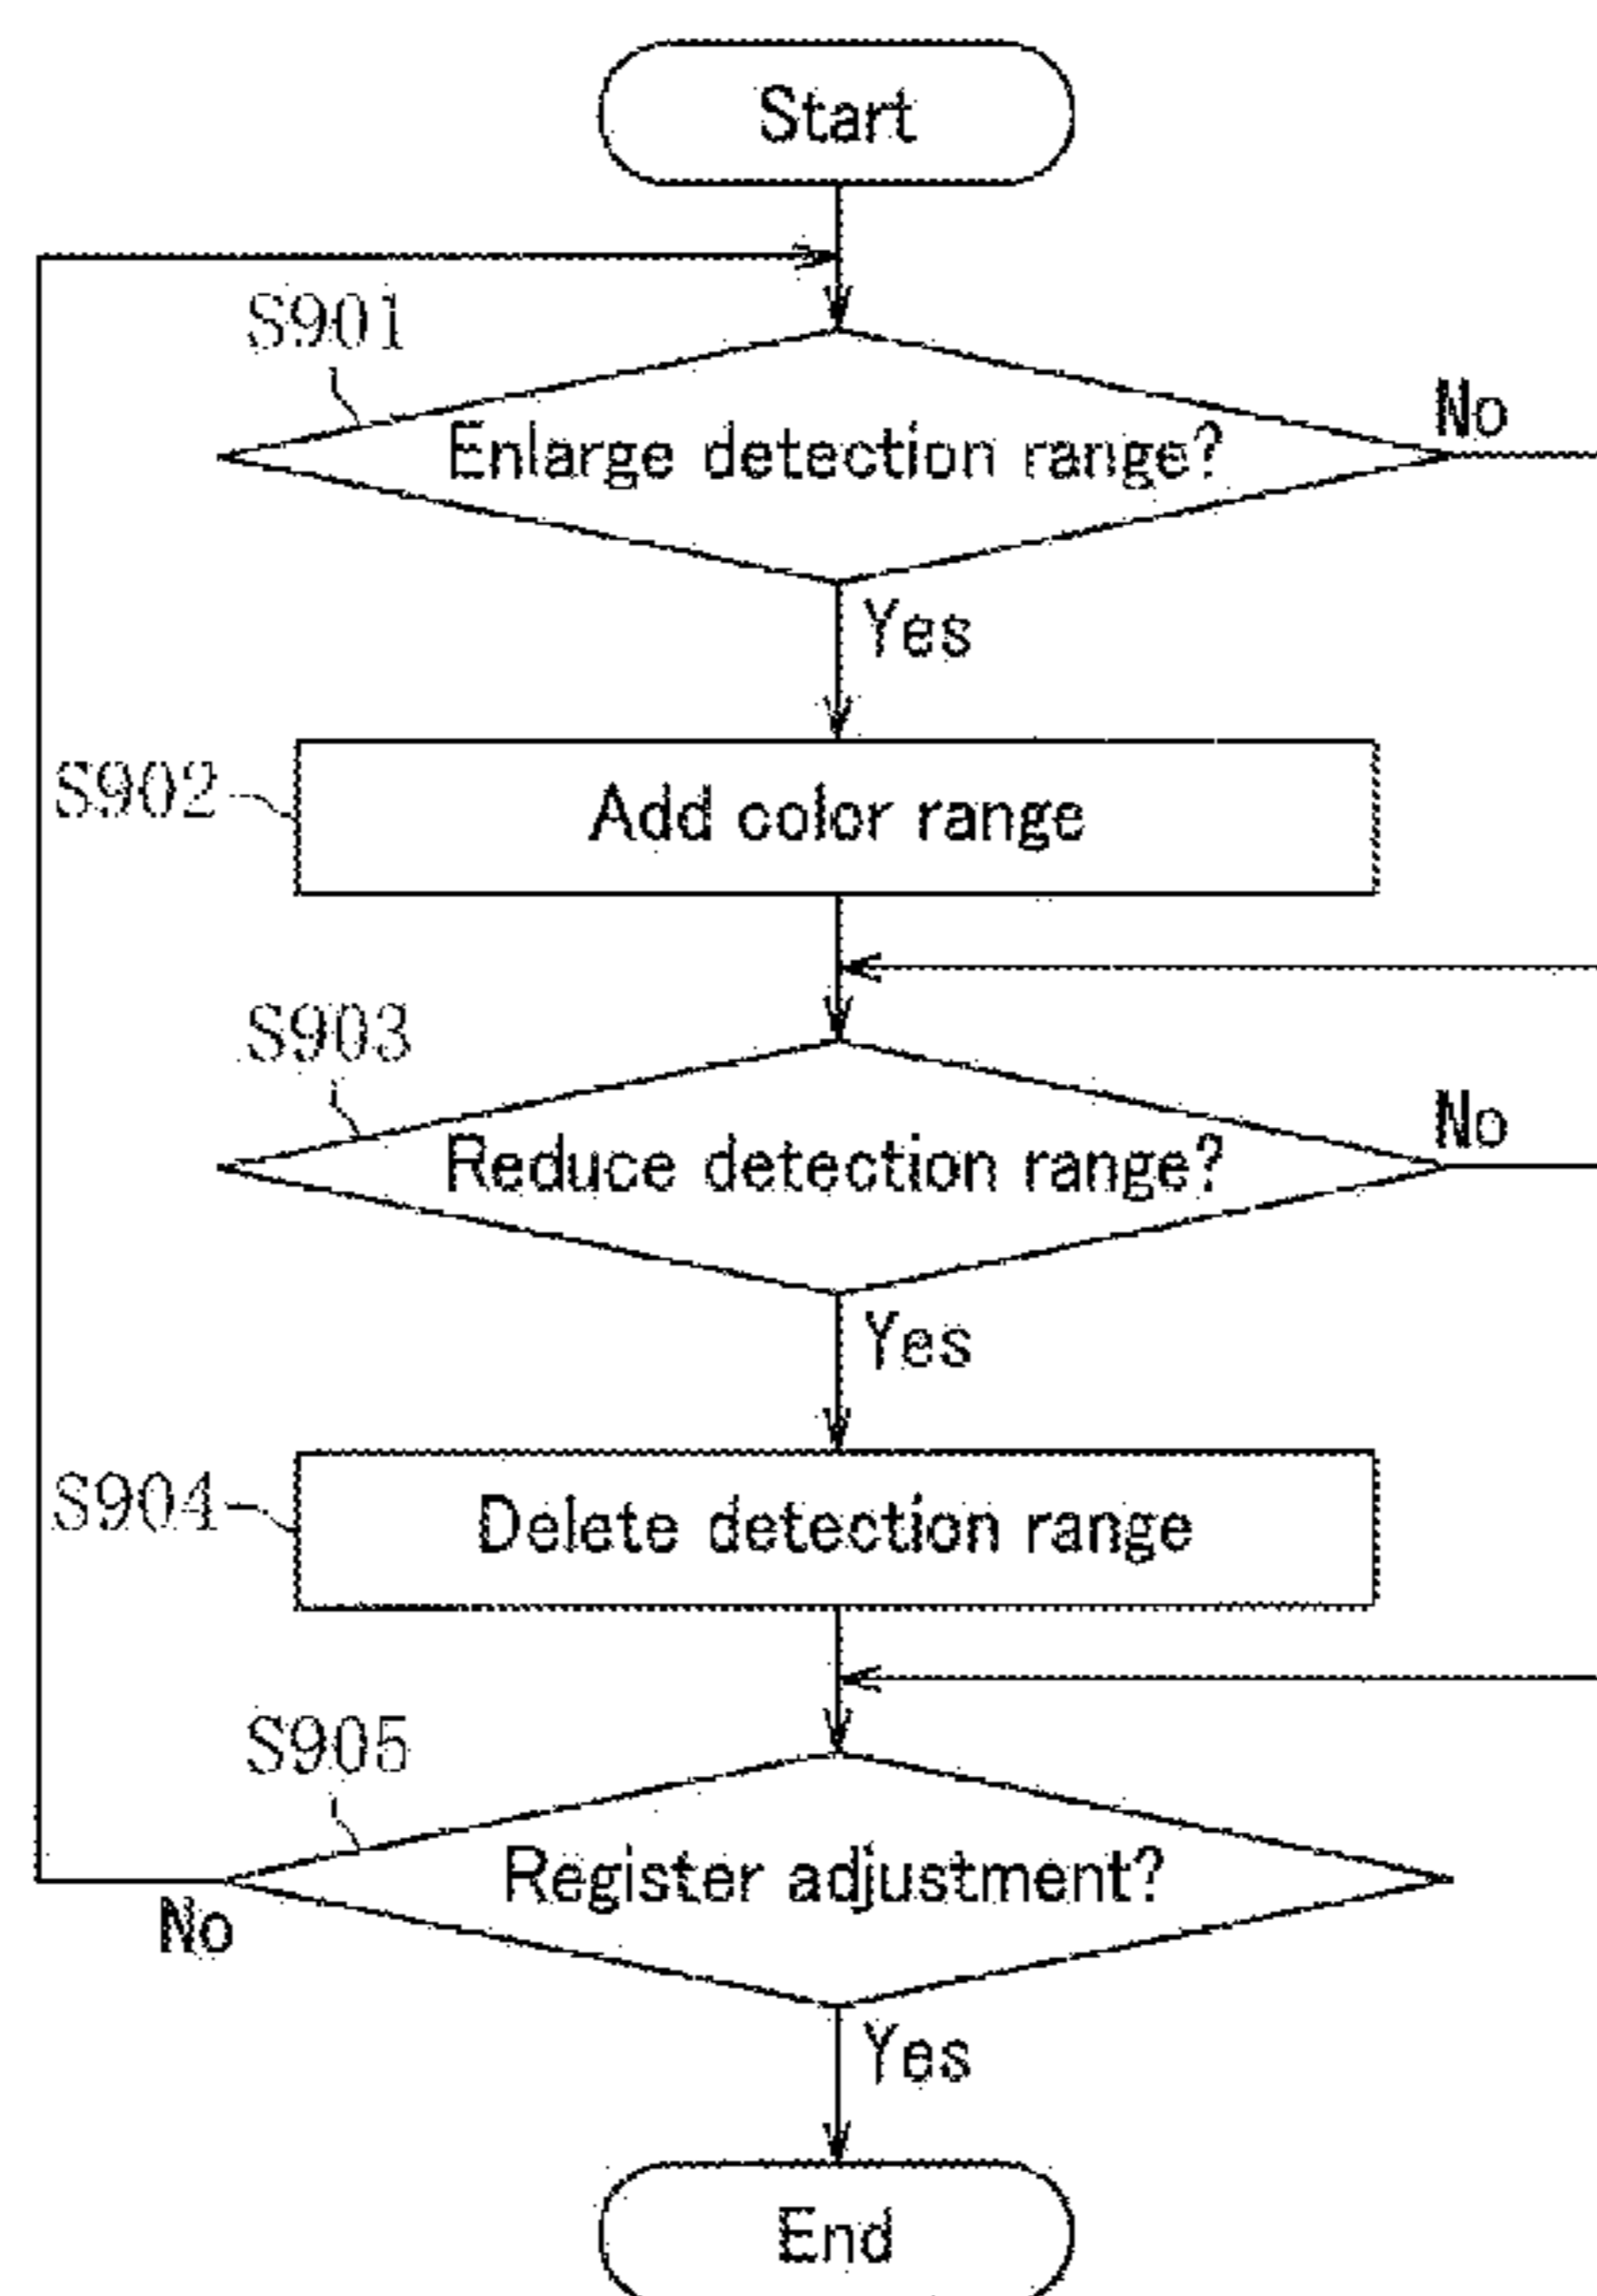 Start
S901
Enlarge detection range?
No
Yes
S902
Add color range
S903
Reduce detection range?
No
Yes
S904
Delete detection range
S905
Register adjustment?
No
Yes
End